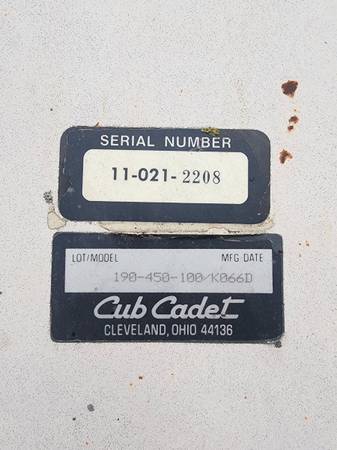 SERIAL NUMBER
11-021-2208
LOT/MODEL MFG DATE
190-450-100/K066D
Cub Cadet
CLEVELAND, OHIO 44136